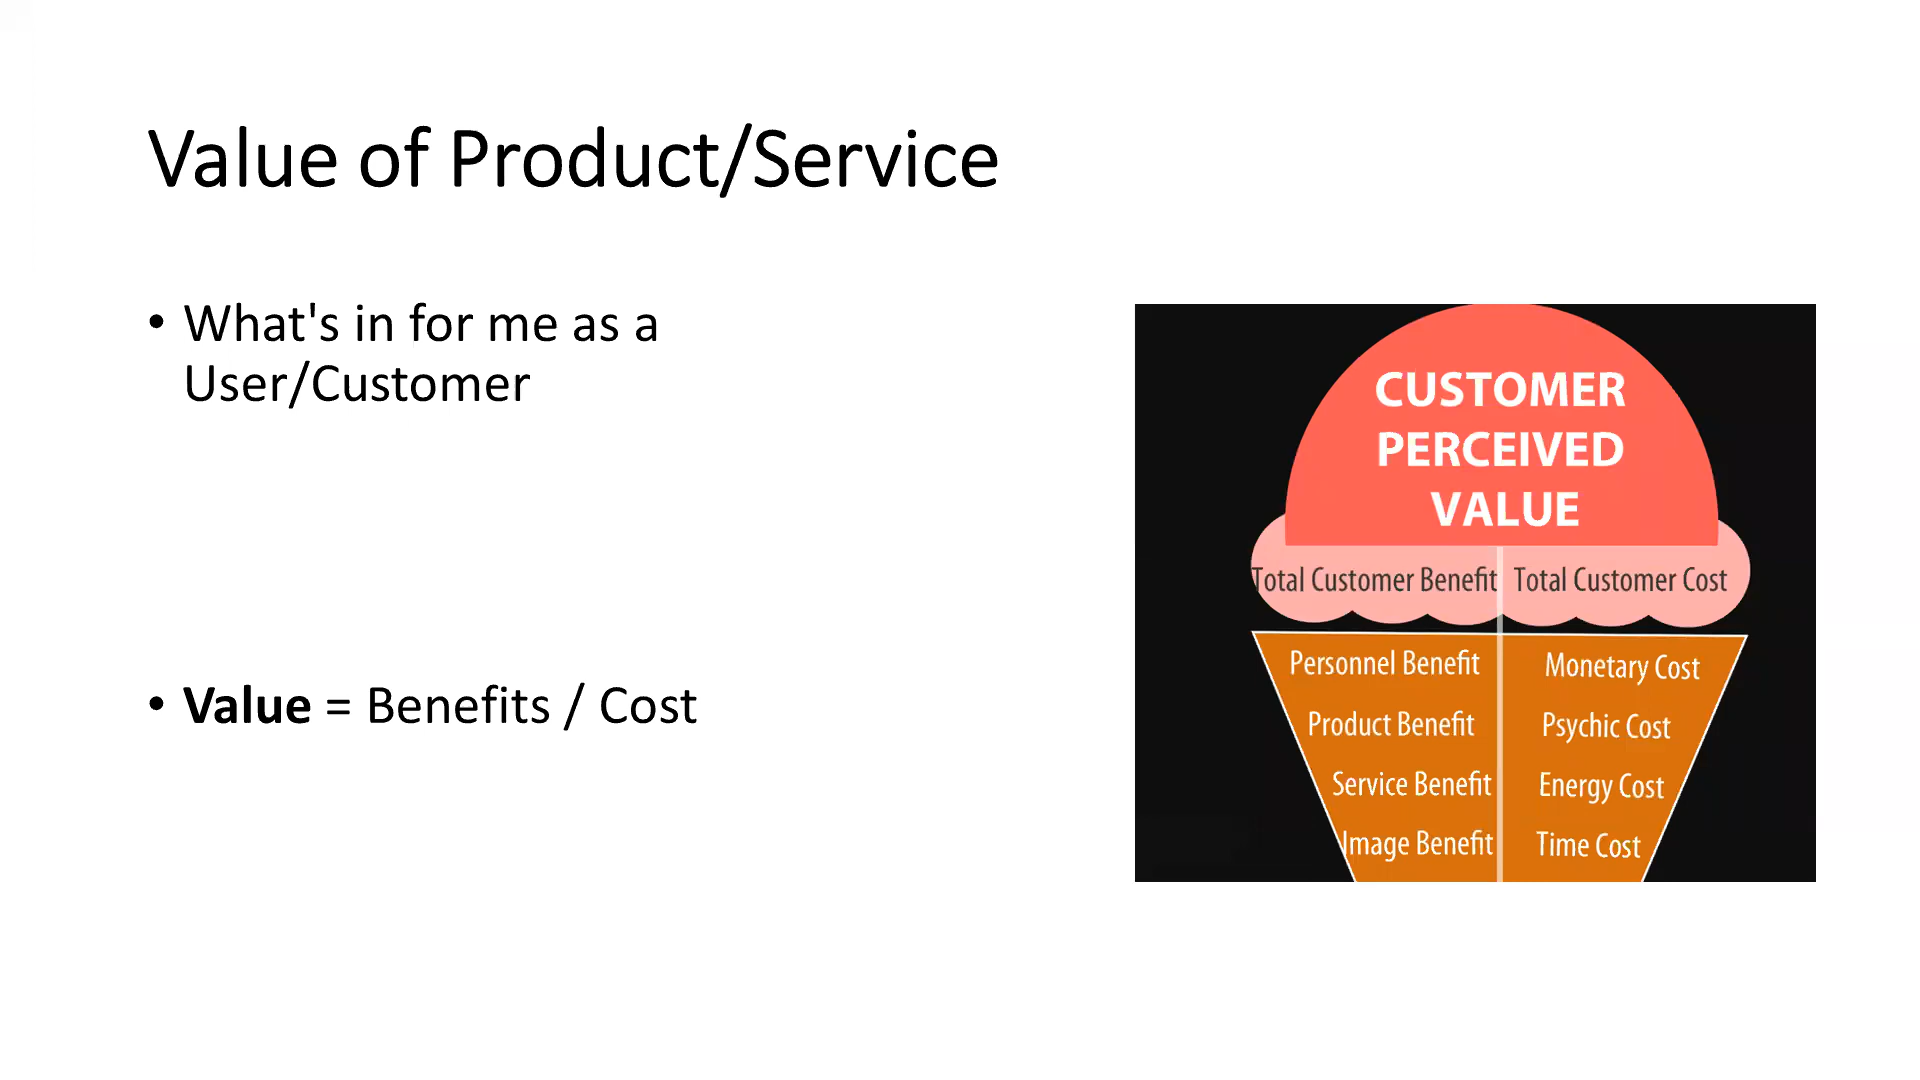 Value of Product/Service
• What's in for me as a
User/Customer
• Value = Benefits / Cost
CUSTOMER
PERCEIVED
VALUE
Total Customer Benefit Total Customer Cost
Personnel Benefit Monetary Cost
Product Benefit Psychic Cost
Service Benefit Energy Cost
Image Benefit Time Cost